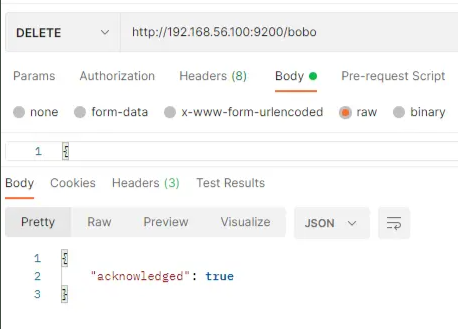 DELETE http://192.168.56.100:9200/bobo
Params Authorization Headers (8) Body Pre-request Script
none form-data x-www-form-urlencoded raw binary
1 {
Body Cookies Headers (3) Test Results
Pretty Raw Preview Visualize JSON
1 {
2 "acknowledged": true
3 }